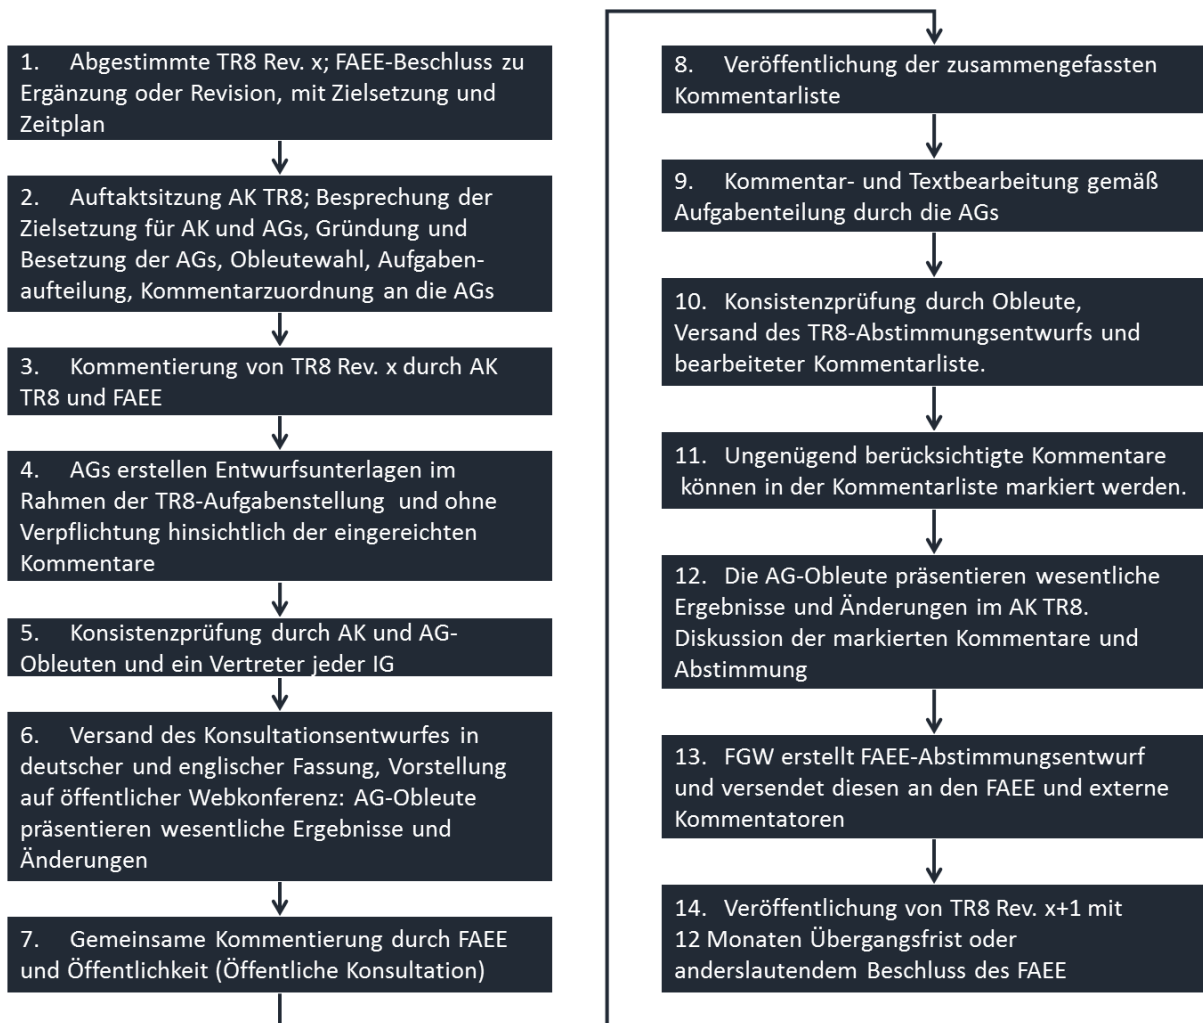 1. Abgestimmte TR8 Rev. x; FAEE-Beschluss zu
Ergänzung oder Revision, mit Zielsetzung und
Zeitplan
2. Auftaktsitzung AK TR8; Besprechung der
Zielsetzung für AK und AGs, Gründung und
Besetzung der AGs, Obleutewahl, Aufgaben-
aufteilung, Kommentarzuordnung an die AGs
3. Kommentierung von TR8 Rev. x durch AK
TR8 und FAEE
4. AGs erstellen Entwurfsunterlagen im
Rahmen der TR8-Aufgabenstellung und ohne
Verpflichtung hinsichtlich der eingereichten
Kommentare
5. Konsistenzprüfung durch AK und AG-
Obleuten und ein Vertreter jeder IG
6. Versand des Konsultationsentwurfes in
deutscher und englischer Fassung, Vorstellung
auf öffentlicher Webkonferenz: AG-Obleute
präsentieren wesentliche Ergebnisse und
Änderungen
7. Gemeinsame Kommentierung durch FAEE
und Öffentlichkeit (Öffentliche Konsultation)
8. Veröffentlichung der zusammengefassten
Kommentarliste
9. Kommentar- und Textbearbeitung gemäß
Aufgabenteilung durch die AGs
10. Konsistenzprüfung durch Obleute,
Versand des TR8-Abstimmungsentwurfs und
bearbeiteter Kommentarliste.
11. Ungenügend berücksichtigte Kommentare
können in der Kommentarliste markiert werden.
12. Die AG-Obleute präsentieren wesentliche
Ergebnisse und Änderungen im AK TR8.
Diskussion der markierten Kommentare und
Abstimmung
13. FGW erstellt FAEE-Abstimmungsentwurf
und versendet diesen an den FAEE und externe
Kommentatoren
14. Veröffentlichung von TR8 Rev. x+1 mit
12 Monaten Übergangsfrist oder
anderslautendem Beschluss des FAEE